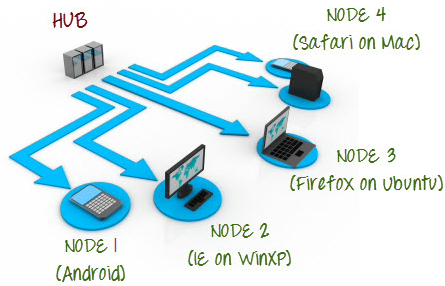 HUB
NODE 4
(Safari on Mac)
NODE 3
(Firefox on Ubuntu)
NODE 2
(IE on WinXP)
NODE 1
(Android)